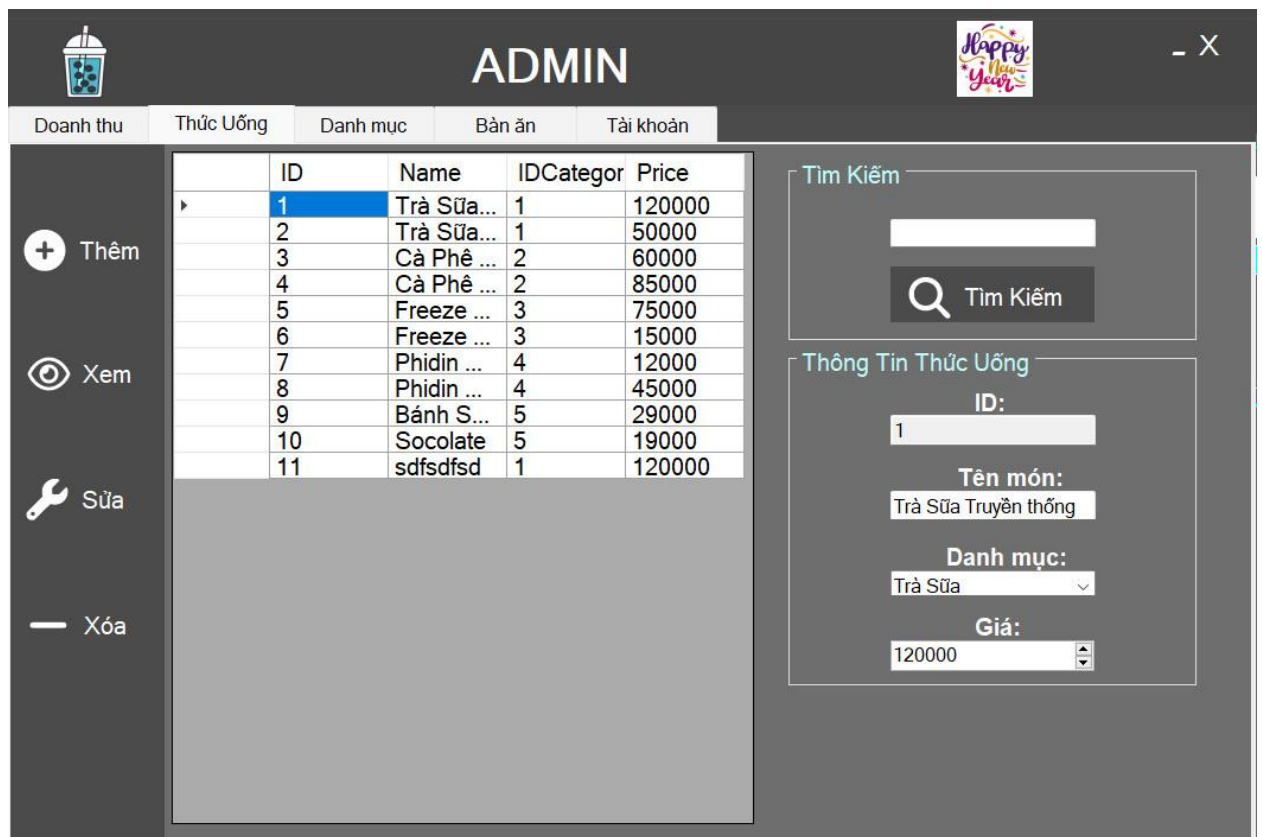 ADMIN
Happy
New
Year
- X
Doanh thu Thức Uống Danh mục Bàn ăn Tài khoản
Thêm
Xem
Sửa
Xóa
ID Name IDCategor Price
1 Trà Sữa... 1 120000
2 Trà Sữa... 1 50000
3 Cà Phê ... 2 60000
4 Cà Phê ... 2 85000
5 Freeze ... 3 75000
6 Freeze ... 3 15000
7 Phidin ... 4 12000
8 Phidin ... 4 45000
9 Bánh S... 5 29000
10 Socolate 5 19000
11 sdfsdfsd 1 120000
Tìm Kiếm
Tìm Kiếm
Thông Tin Thức Uống
ID:
1
Tên món:
Trà Sữa Truyền thống
Danh mục:
Trà Sữa
Giá:
120000